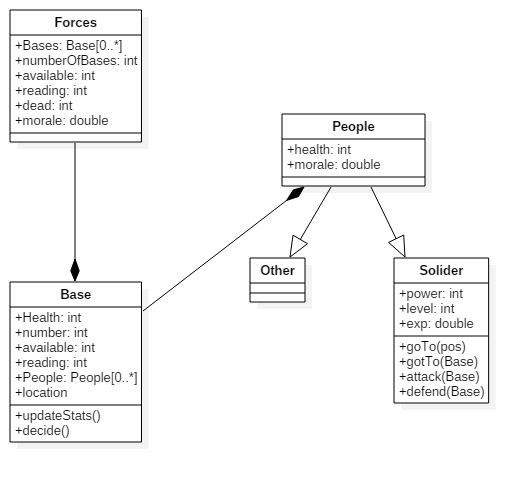 Forces
+Bases: Base[0..*]
+numberOfBases: int
+available: int
+reading: int
+dead: int
+morale: double
People
+health: int
+morale: double
Other
Solider
+power: int
+level: int
+exp: double
+goTo(pos)
+gotTo(Base)
+attack(Base)
+defend(Base)
Base
+Health: int
+number: int
+available: int
+reading: int
+People: People[0..*]
+location
+updateStats()
+decide()